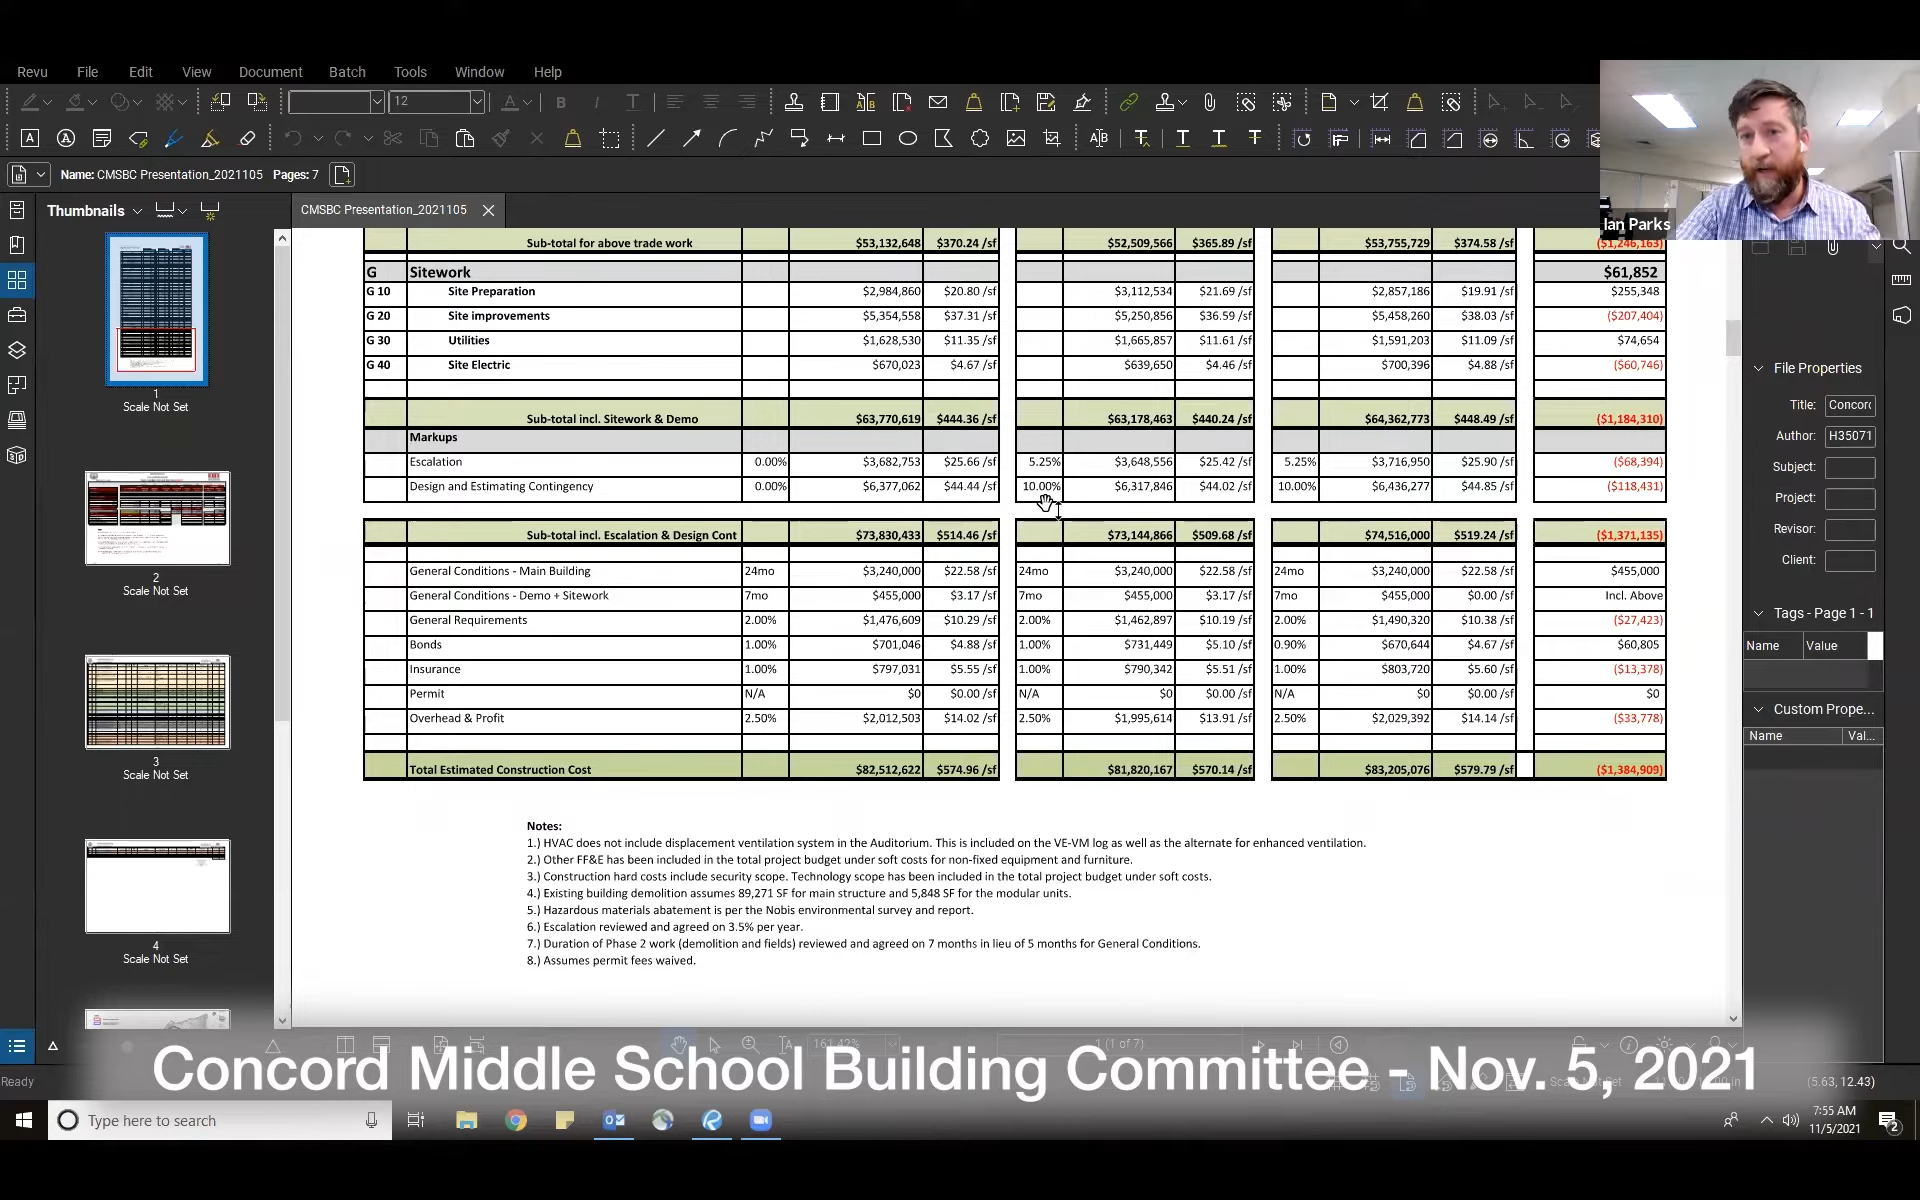 Revu File Edit View Document Batch Tools Window Help
12
Name: CMSBC Presentation_20211105 Pages: 7
Ian Parks
Thumbnails
CMSBC Presentation_20211105
1
Scale Not Set
2
Scale Not Set
3
Scale Not Set
4
Scale Not Set
Sub-total for above trade work $53,132,648 $370.24 /sf $52,509,566 $365.89 /sf $53,755,729 $374.58 /sf ($1,246,163)
G Sitework $61,852
G 10 Site Preparation $2,984,860 $20.80 /sf $3,112,534 $21.69 /sf $2,857,186 $19.91 /sf $255,348
G 20 Site improvements $5,354,558 $37.31 /sf $5,250,856 $36.59 /sf $5,458,260 $38.03 /sf ($207,404)
G 30 Utilities $1,628,530 $11.35 /sf $1,665,857 $11.61 /sf $1,591,203 $11.09 /sf $74,654
G 40 Site Electric $670,023 $4.67 /sf $639,650 $4.46 /sf $700,396 $4.88 /sf ($60,746)
Sub-total incl. Sitework & Demo $63,770,619 $444.36 /sf $63,178,463 $440.24 /sf $64,362,773 $448.49 /sf ($1,184,310)
Markups
Escalation 0.00% $3,682,753 $25.66 /sf 5.25% $3,648,556 $25.42 /sf 5.25% $3,716,950 $25.90 /sf ($68,394)
Design and Estimating Contingency 0.00% $6,377,062 $44.44 /sf 10.00% $6,317,846 $44.02 /sf 10.00% $6,436,277 $44.85 /sf ($118,431)
Sub-total incl. Escalation & Design Cont $73,830,433 $514.46 /sf $73,144,866 $509.68 /sf $74,516,000 $519.24 /sf ($1,371,135)
General Conditions - Main Building 24mo $3,240,000 $22.58 /sf 24mo $3,240,000 $22.58 /sf 24mo $3,240,000 $22.58 /sf $455,000
General Conditions - Demo + Sitework 7mo $455,000 $3.17 /sf 7mo $455,000 $3.17 /sf 7mo $455,000 $0.00 /sf Incl. Above
General Requirements 2.00% $1,476,609 $10.29 /sf 2.00% $1,462,897 $10.19 /sf 2.00% $1,490,320 $10.38 /sf ($27,423)
Bonds 1.00% $701,046 $4.88 /sf 1.00% $731,449 $5.10 /sf 0.90% $670,644 $4.67 /sf $60,805
Insurance 1.00% $797,031 $5.55 /sf 1.00% $790,342 $5.51 /sf 1.00% $803,720 $5.60 /sf ($13,378)
Permit N/A $0 $0.00 /sf N/A $0 $0.00 /sf N/A $0 $0.00 /sf $0
Overhead & Profit 2.50% $2,012,503 $14.02 /sf 2.50% $1,995,614 $13.91 /sf 2.50% $2,029,392 $14.14 /sf ($33,778)
Total Estimated Construction Cost $82,512,622 $574.96 /sf $81,820,167 $570.14 /sf $83,205,076 $579.79 /sf ($1,384,909)
Notes:
1.) HVAC does not include displacement ventilation system in the Auditorium. This is included on the VE-VM log as well as the alternate for enhanced ventilation.
2.) Other FF&E has been included in the total project budget under soft costs for non-fixed equipment and furniture.
3.) Construction hard costs include security scope. Technology scope has been included in the total project budget under soft costs.
4.) Existing building demolition assumes 89,271 SF for main structure and 5,848 SF for the modular units.
5.) Hazardous materials abatement is per the Nobis environmental survey and report.
6.) Escalation reviewed and agreed on 3.5% per year.
7.) Duration of Phase 2 work (demolition and fields) reviewed and agreed on 7 months in lieu of 5 months for General Conditions.
8.) Assumes permit fees waived.
File Properties
Title: Concor
Author: H35071
Subject:
Project:
Revisor:
Client:
Tags - Page 1 - 1
Name Value
Custom Prope...
Name Val...
161.42% 1 (1 of 7)
Concord Middle School Building Committee - Nov. 5, 2021
Ready
Scale Not Set
(5.63, 12.43)
Type here to search
7:55 AM
11/5/2021
2